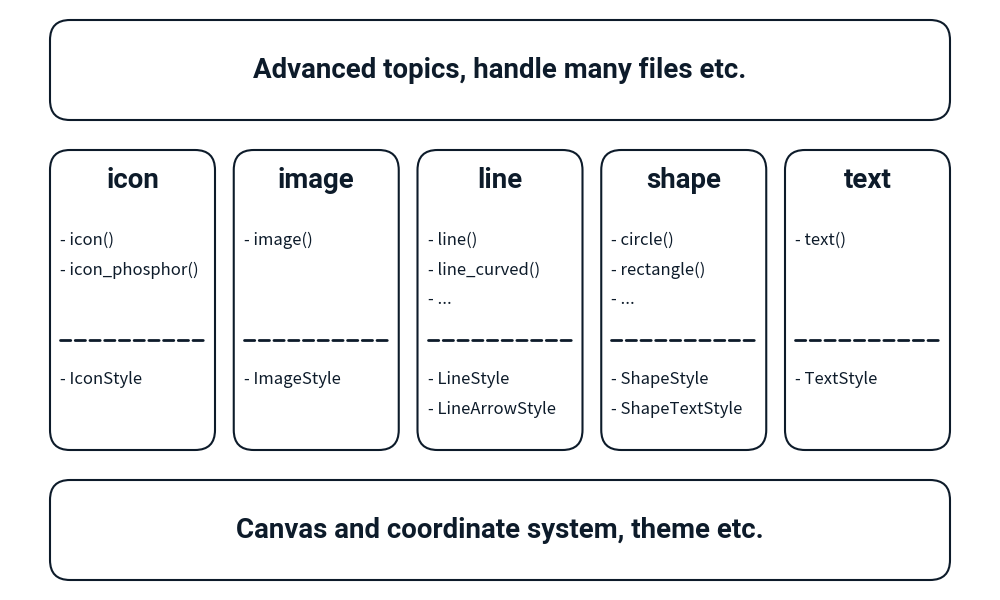 Advanced topics, handle many files etc.
icon
- icon()
- icon_phosphor()
- IconStyle
image
- image()
- ImageStyle
line
- line()
- line_curved()
- ...
- LineStyle
- LineArrowStyle
shape
- circle()
- rectangle()
- ...
- ShapeStyle
- ShapeTextStyle
text
- text()
- TextStyle
Canvas and coordinate system, theme etc.